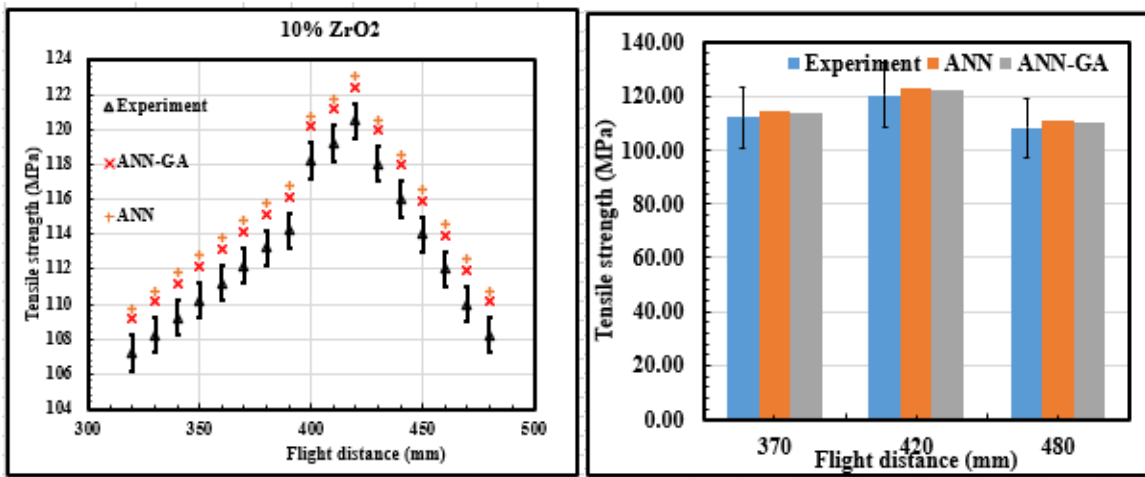 10% ZrO2
Tensile strength (MPa)
124
122
120
118
116
114
112
110
108
106
104
Experiment
ANN-GA
ANN
300
350
400
450
500
Flight distance (mm)
Tensile strength (MPa)
140.00
120.00
100.00
80.00
60.00
40.00
20.00
0.00
Experiment ANN ANN-GA
370 420 480
Flight distance (mm)